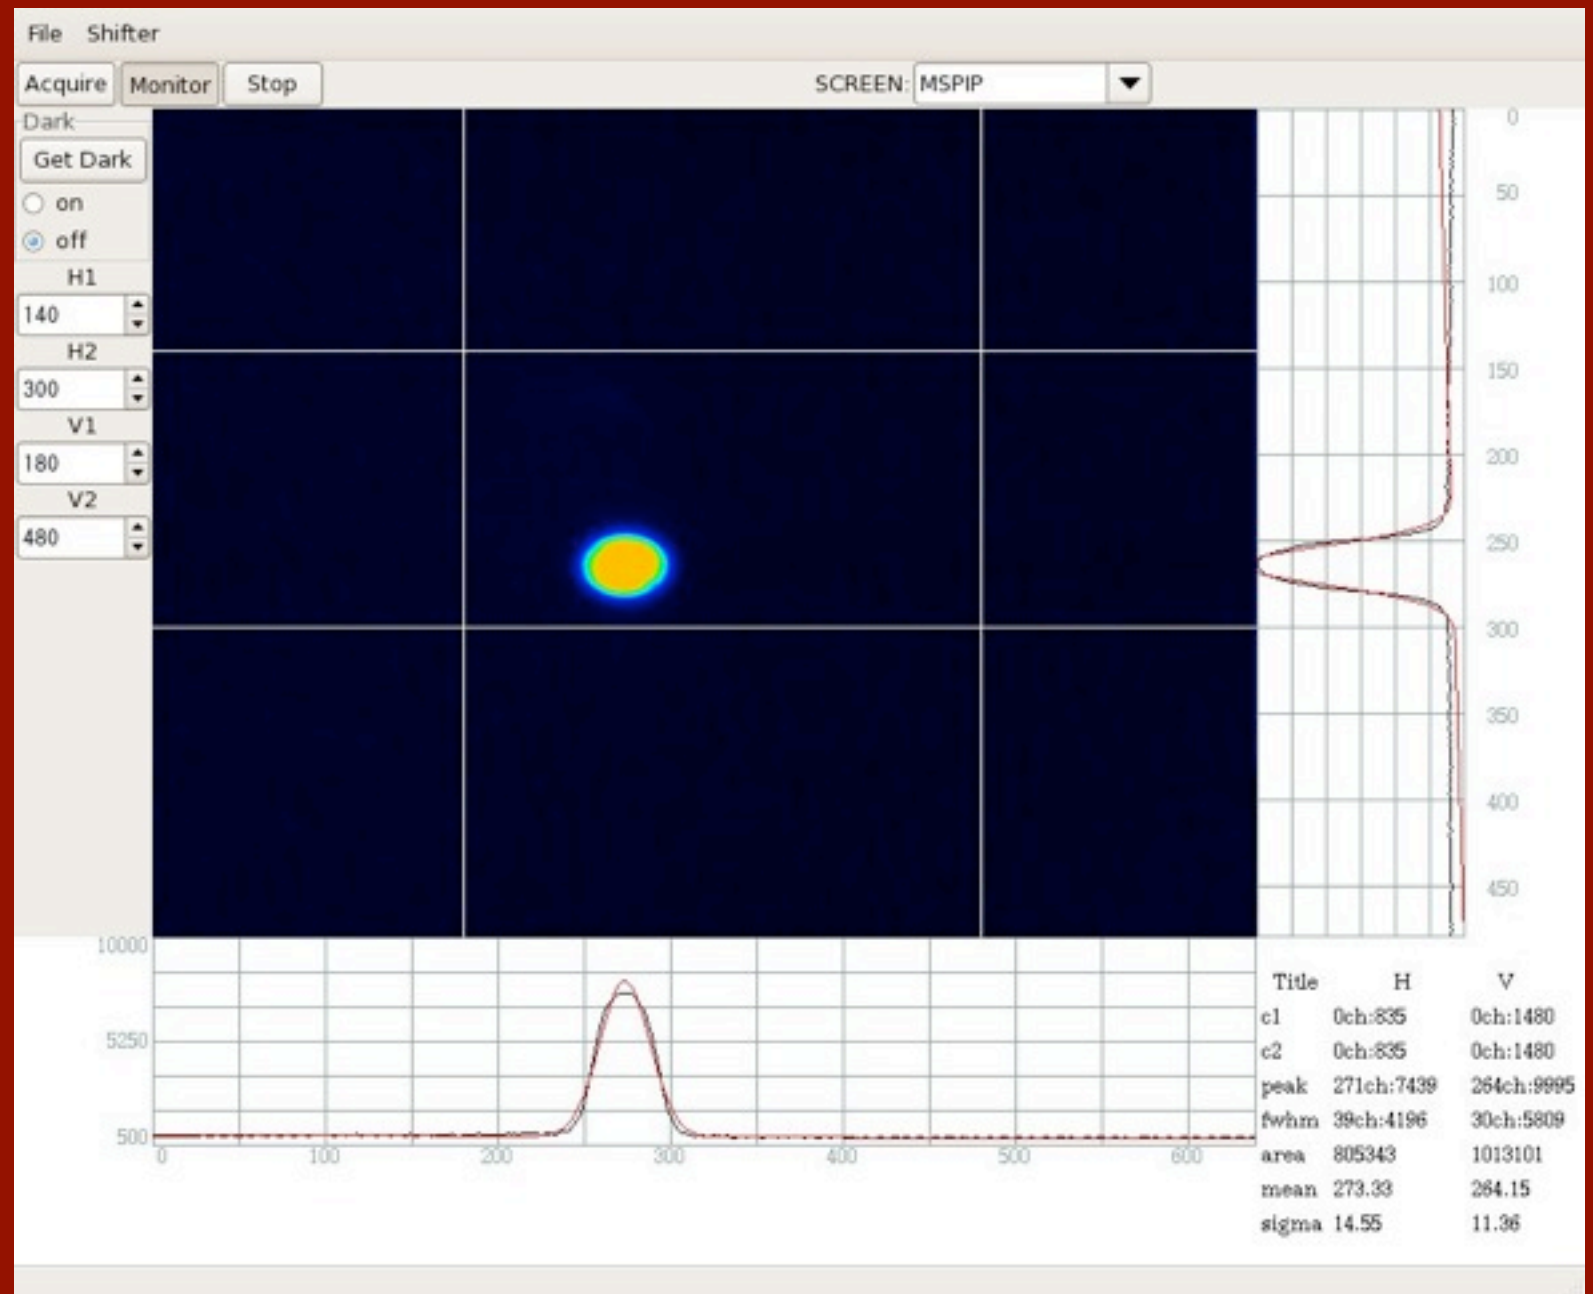 File Shifter
Acquire Monitor Stop SCREEN: MSPIP
Dark
Get Dark
on
off
H1
140
H2
300
V1
180
V2
480
0
50
100
150
200
250
300
350
400
450
10000
5250
500
0 100 200 300 400 500 600
Title H V
c1 0ch:835 0ch:1480
c2 0ch:835 0ch:1480
peak 271ch:7439 264ch:9995
fwhm 39ch:4196 30ch:5809
area 805343 1013101
mean 273.33 264.15
sigma 14.55 11.36